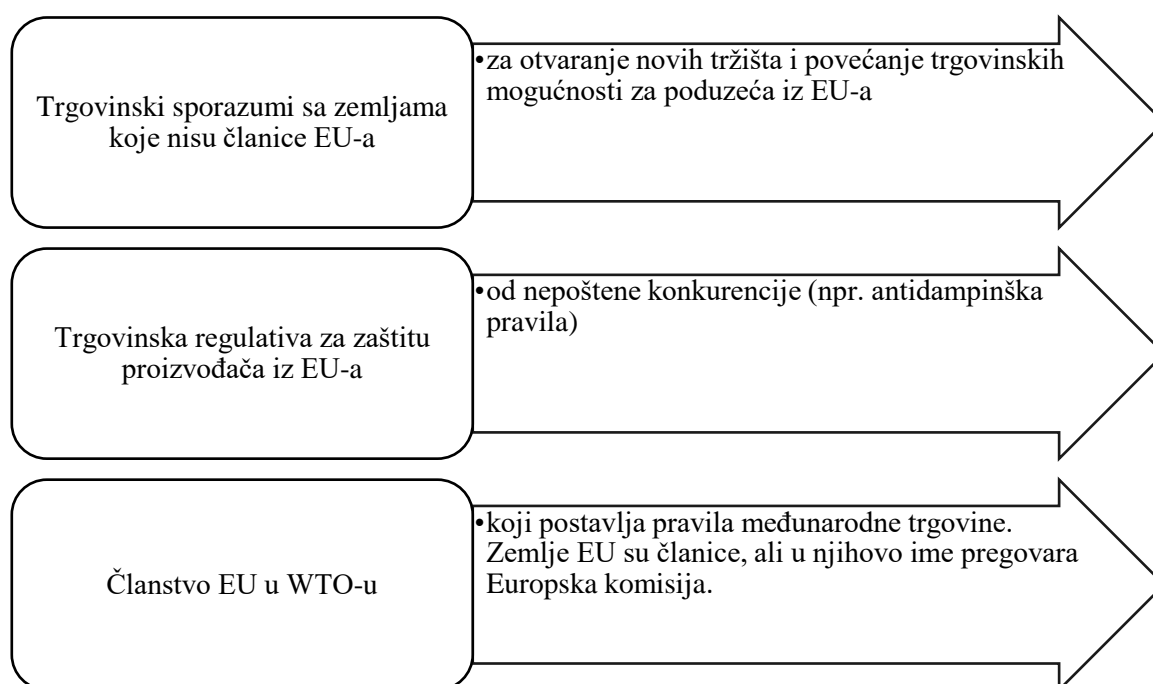 Trgovinski sporazumi sa zemljama
koje nisu članice EU-a
•za otvaranje novih tržišta i povećanje trgovinskih
mogućnosti za poduzeća iz EU-a
Trgovinska regulativa za zaštitu
proizvođača iz EU-a
•od nepoštene konkurencije (npr. antidampinška
pravila)
Članstvo EU u WTO-u
•koji postavlja pravila međunarodne trgovine.
Zemlje EU su članice, ali u njihovo ime pregovara
Europska komisija.